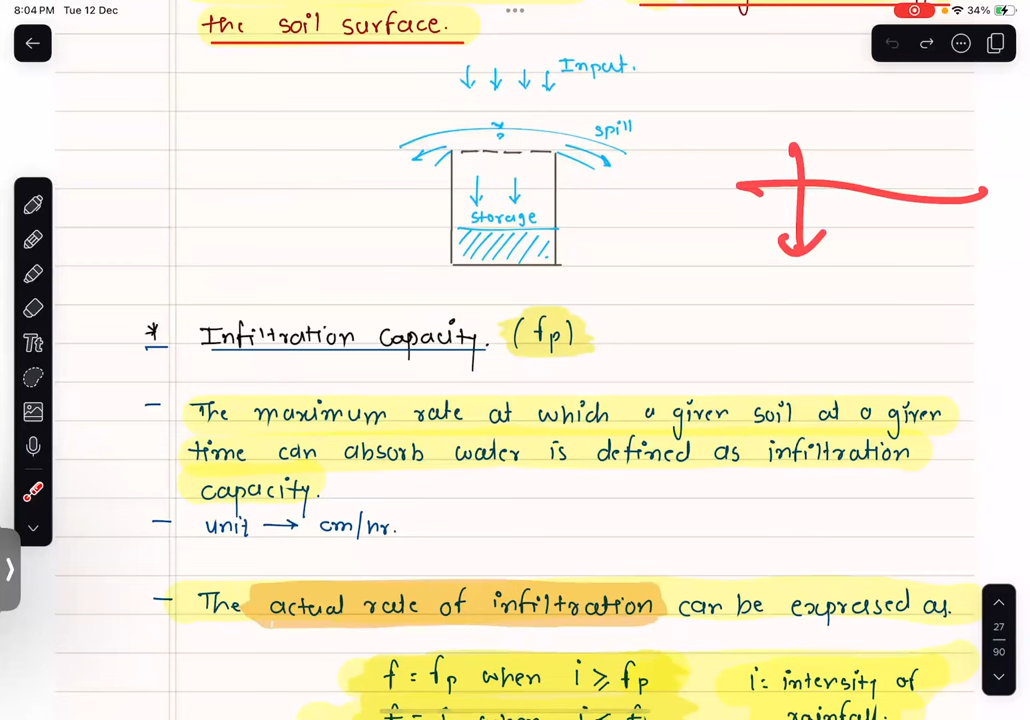 8:04 PM Tue 12 Dec
34%
the soil surface.
Input.
spill
storage
* Infiltration Capacity. (fp)
- The maximum rate at which a given soil at a given
time can absorb water is defined as infiltration
capacity.
- unit → cm/hr.
- The actual rate of infiltration can be expressed as.
f = fp when i ≥ fp
i = intensity of
rainfall.
Tt
27
90